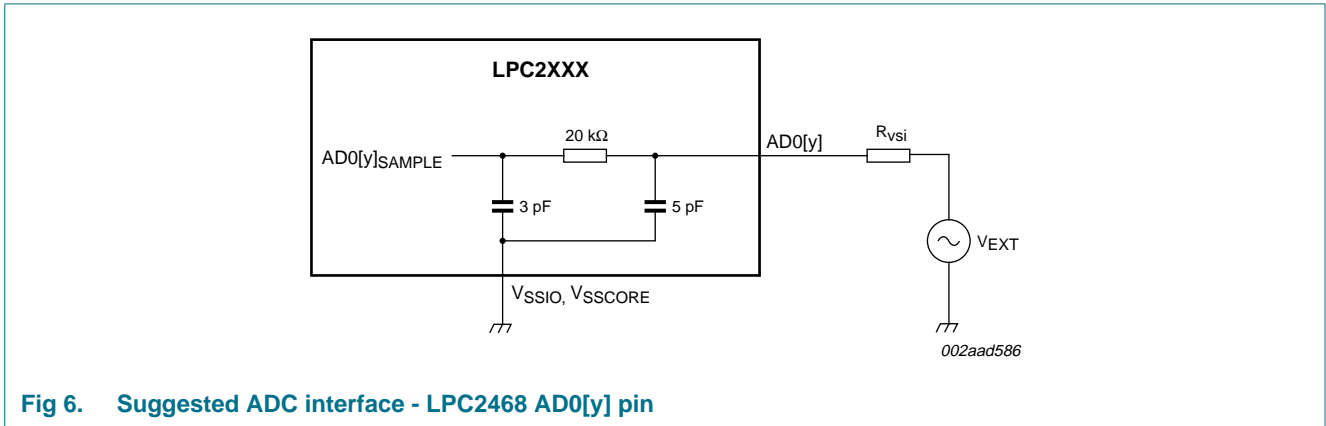 LPC2XXX
20 kΩ
AD0[y]
Rvsi
AD0[y]SAMPLE
3 pF
5 pF
VEXT
VSSIO, VSSCORE
002aad586
Fig 6. Suggested ADC interface - LPC2468 AD0[y] pin